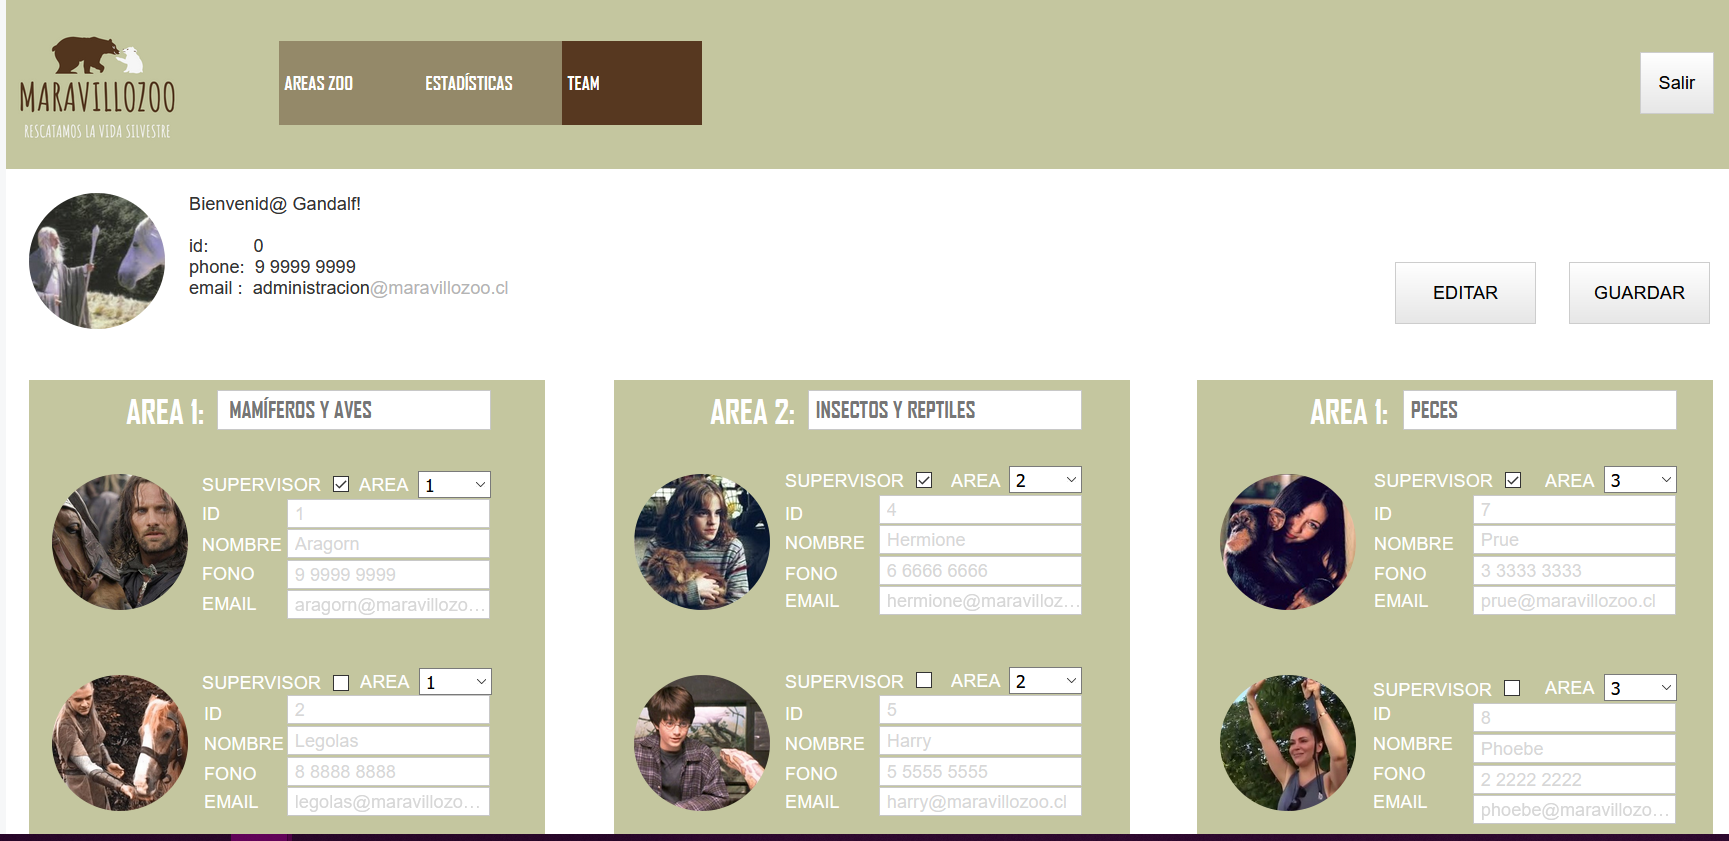 MARAVILLOZOO
RESCATAMOS LA VIDA SILVESTRE
AREAS ZOO
ESTADÍSTICAS
TEAM
Salir
Bienvenid@ Gandalf!
id: 0
phone: 9 9999 9999
email : administracion@maravillozoo.cl
EDITAR
GUARDAR
AREA 1: MAMÍFEROS Y AVES
SUPERVISOR AREA 1
ID 1
NOMBRE Aragorn
FONO 9 9999 9999
EMAIL aragorn@maravillozo...
SUPERVISOR AREA 1
ID 2
NOMBRE Legolas
FONO 8 8888 8888
EMAIL legolas@maravillozo...
AREA 2: INSECTOS Y REPTILES
SUPERVISOR AREA 2
ID 4
NOMBRE Hermione
FONO 6 6666 6666
EMAIL hermione@maravilloz...
SUPERVISOR AREA 2
ID 5
NOMBRE Harry
FONO 5 5555 5555
EMAIL harry@maravillozoo.cl
AREA 1: PECES
SUPERVISOR AREA 3
ID 7
NOMBRE Prue
FONO 3 3333 3333
EMAIL prue@maravillozoo.cl
SUPERVISOR AREA 3
ID 8
NOMBRE Phoebe
FONO 2 2222 2222
EMAIL phoebe@maravillozo...